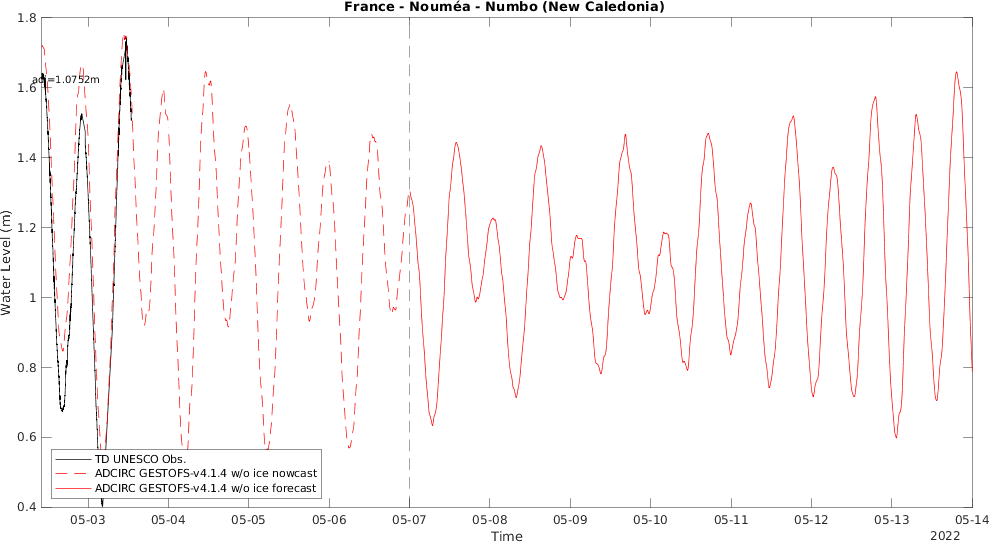 France - Nouméa - Numbo (New Caledonia)
1.8
1.6
1.4
1.2
1
0.8
0.6
0.4
Water Level (m)
=1.0752m
TD UNESCO Obs.
ADCIRC GESTOFS-v4.1.4 w/o ice nowcast
ADCIRC GESTOFS-v4.1.4 w/o ice forecast
05-03 05-04 05-05 05-06 05-07 05-08 05-09 05-10 05-11 05-12 05-13 05-14
Time
2022